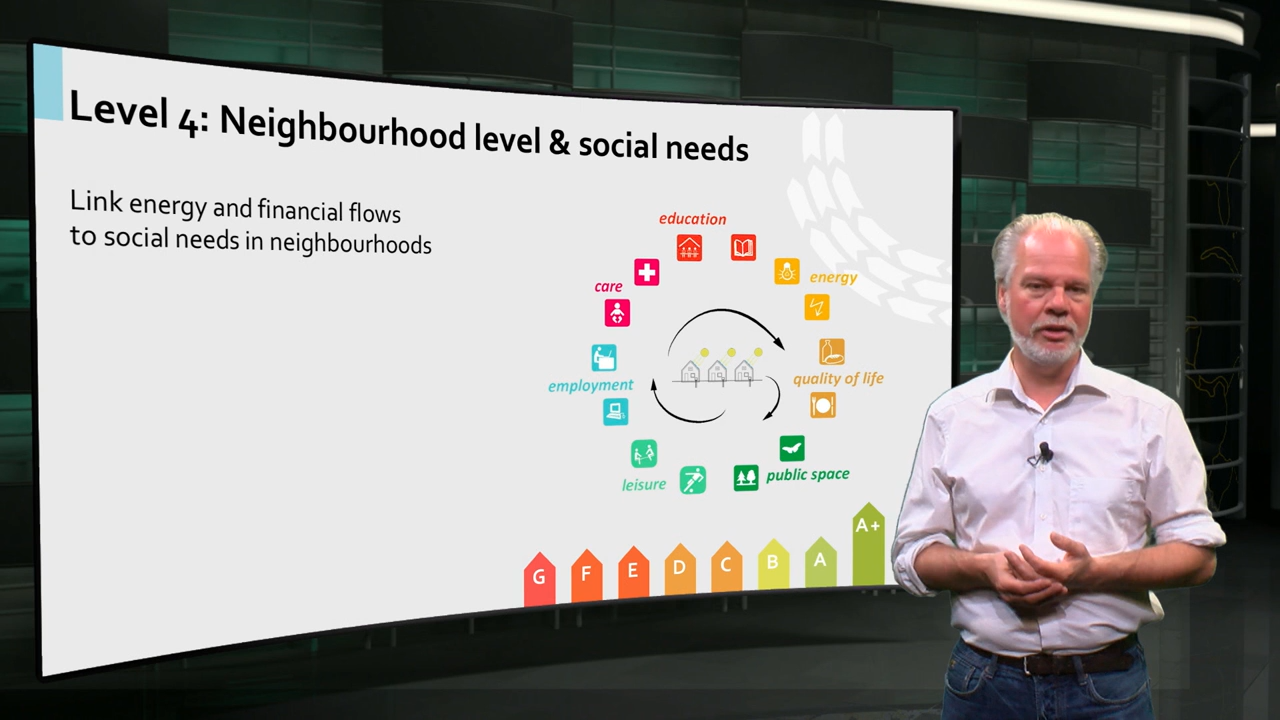 Level 4: Neighbourhood level & social needs
Link energy and financial flows
to social needs in neighbourhoods
education
care
energy
employment
quality of life
leisure
public space
G F E D C B A A+